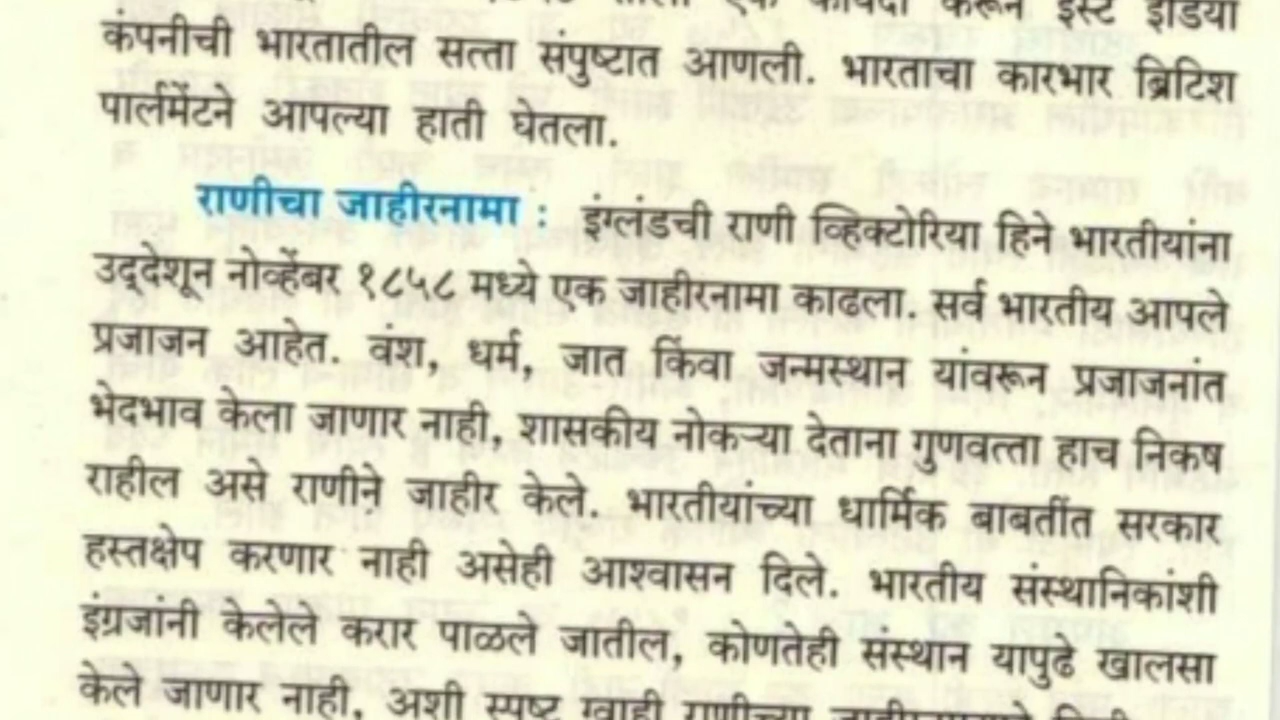 करून ईस्ट इंडिया
कंपनीची भारतातील सत्ता संपुष्टात आणली. भारताचा कारभार ब्रिटिश
पार्लमेंटने आपल्या हाती घेतला.
राणीचा जाहीरनामा : इंग्लंडची राणी व्हिक्टोरिया हिने भारतीयांना
उद्देशून नोव्हेंबर १८५८ मध्ये एक जाहीरनामा काढला. सर्व भारतीय आपले
प्रजाजन आहेत. वंश, धर्म, जात किंवा जन्मस्थान यांवरून प्रजाजनांत
भेदभाव केला जाणार नाही, शासकीय नोकऱ्या देताना गुणवत्ता हाच निकष
राहील असे राणीने जाहीर केले. भारतीयांच्या धार्मिक बाबतींत सरकार
हस्तक्षेप करणार नाही असेही आश्वासन दिले. भारतीय संस्थानिकांशी
इंग्रजांनी केलेले करार पाळले जातील, कोणतेही संस्थान यापुढे खालसा
केले जाणार नाही, अशी स्पष्ट ग्वाही राणीच्या